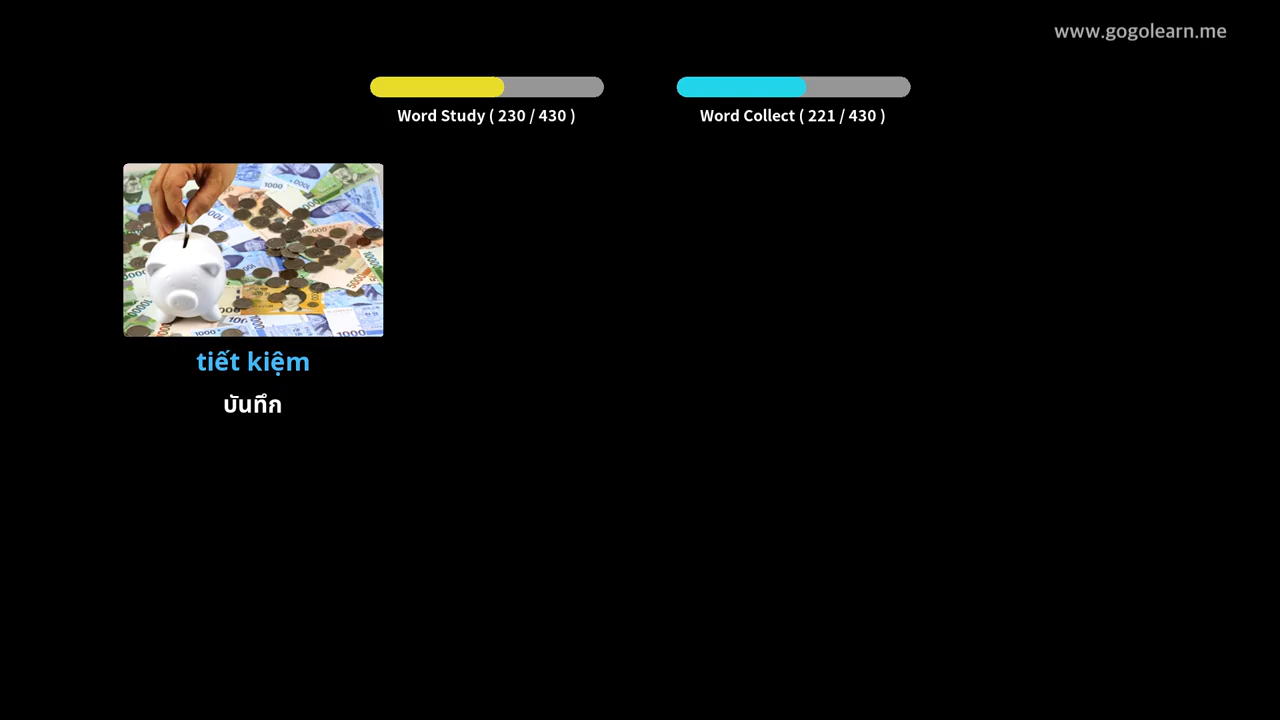 www.gogolearn.me
Word Study ( 230 / 430 )
Word Collect ( 221 / 430 )
tiết kiệm
บันทึก